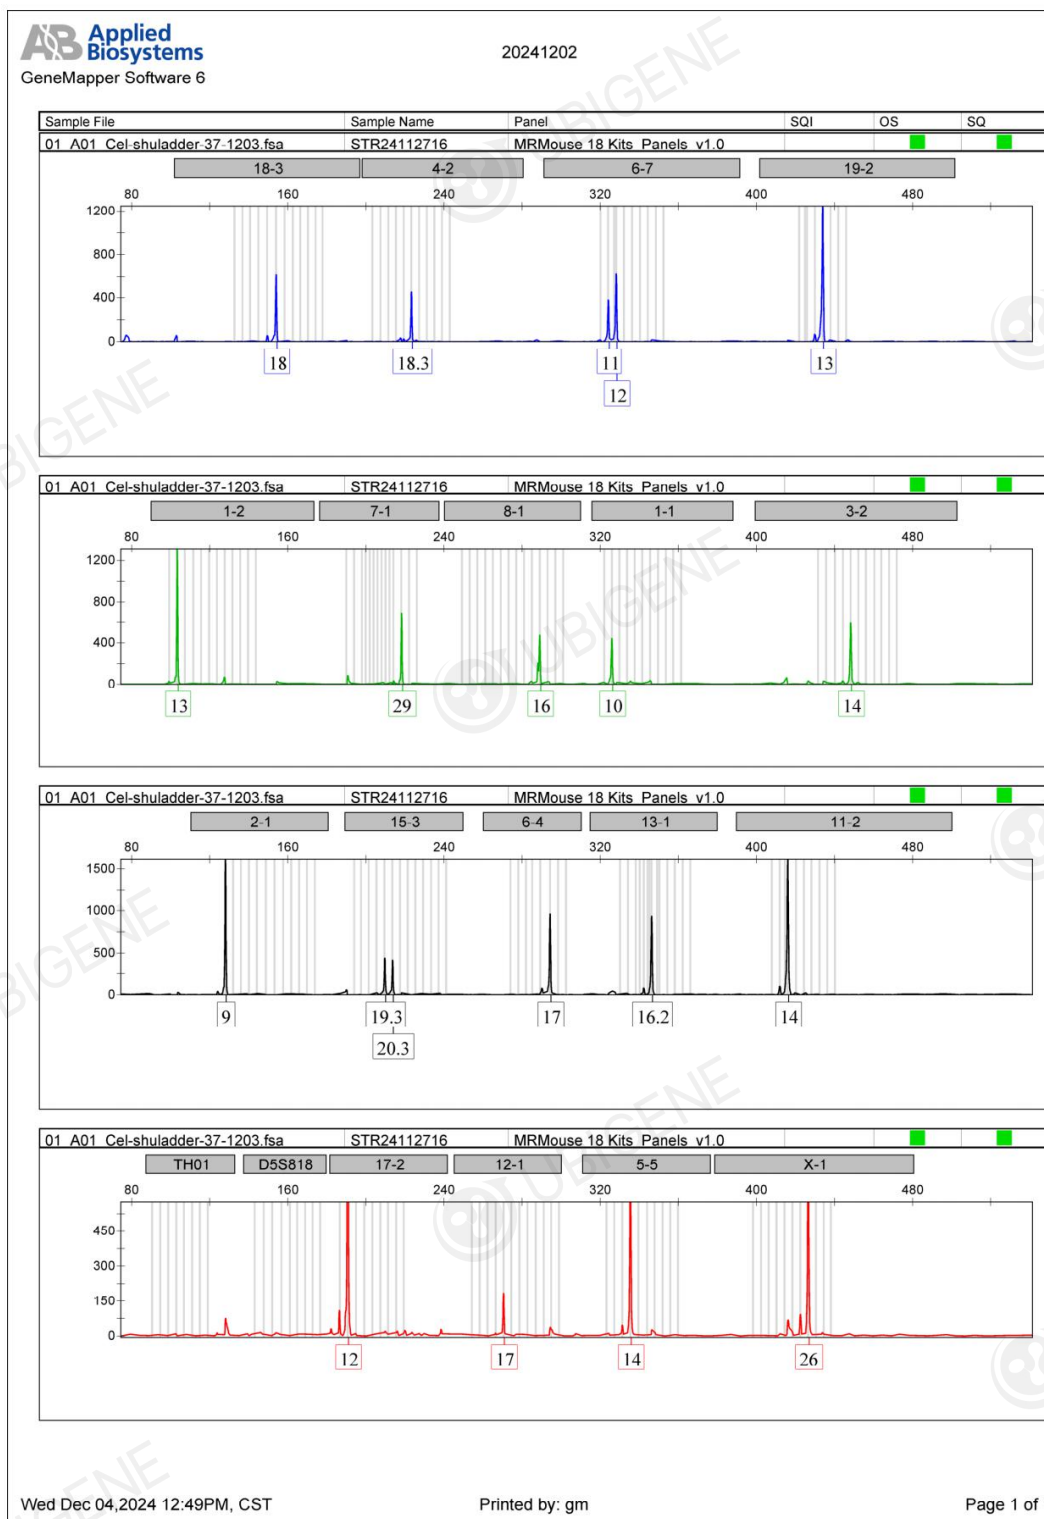 AB Applied
Biosystems
GeneMapper Software 6
20241202
Sample File Sample Name Panel SQI OS SQ
01_A01_Cel-shuladder-37-1203.fsa STR24112716 MRMouse 18 Kits_Panels_v1.0
18-3 4-2 6-7 19-2
80 160 240 320 400 480
1200
800
400
0
18 18.3 11 13
12
01_A01_Cel-shuladder-37-1203.fsa STR24112716 MRMouse 18 Kits_Panels_v1.0
1-2 7-1 8-1 1-1 3-2
80 160 240 320 400 480
1200
800
400
0
13 29 16 10 14
01_A01_Cel-shuladder-37-1203.fsa STR24112716 MRMouse 18 Kits_Panels_v1.0
2-1 15-3 6-4 13-1 11-2
80 160 240 320 400 480
1500
1000
500
0
9 19.3 17 16.2 14
20.3
01_A01_Cel-shuladder-37-1203.fsa STR24112716 MRMouse 18 Kits_Panels_v1.0
TH01 D5S818 17-2 12-1 5-5 X-1
80 160 240 320 400 480
450
300
150
0
12 17 14 26
Wed Dec 04,2024 12:49PM, CST Printed by: gm Page 1 of
UBIGENE
UBIGENE
UBIGENE
UBIGENE
UBIGENE